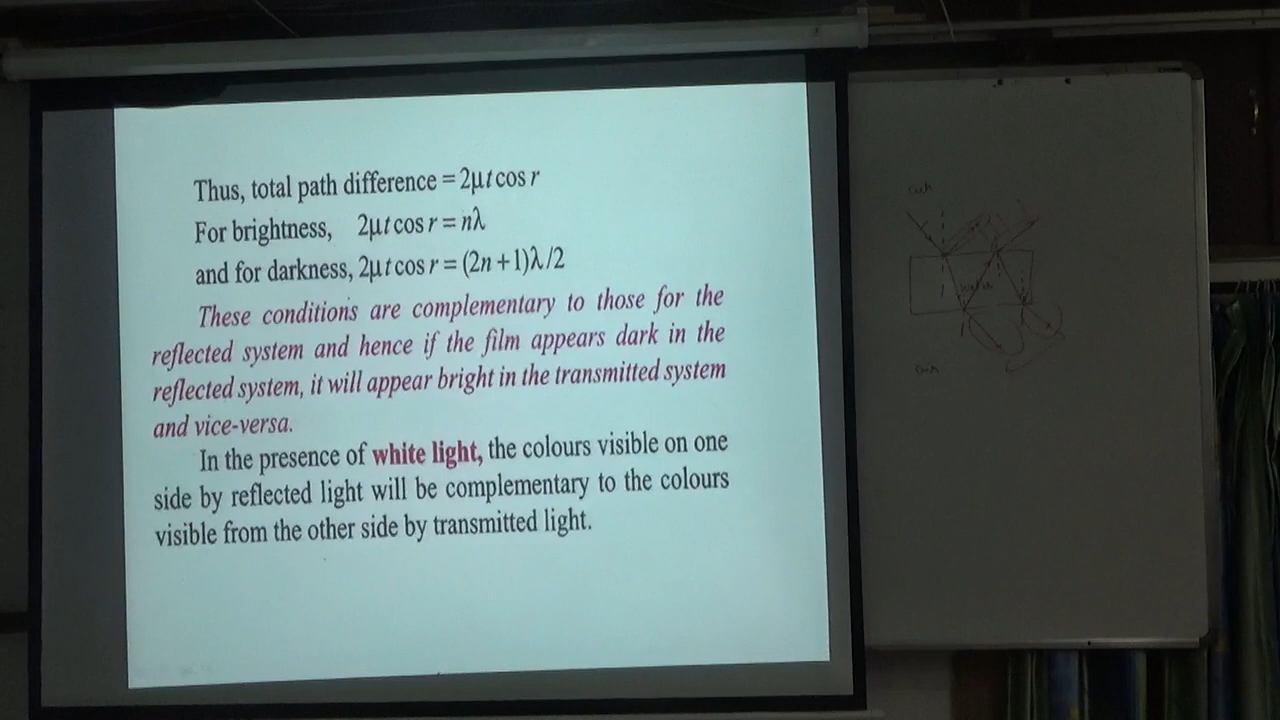 Thus, total path difference = 2μt cos r
For brightness, 2μt cos r = nλ
and for darkness, 2μt cos r = (2n + 1)λ/2
These conditions are complementary to those for the
reflected system and hence if the film appears dark in the
reflected system, it will appear bright in the transmitted system
and vice-versa.
In the presence of white light, the colours visible on one
side by reflected light will be complementary to the colours
visible from the other side by transmitted light.